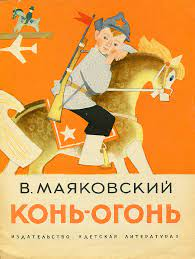 В. МАЯКОВСКИЙ
КОНЬ-ОГОНЬ
ИЗДАТЕЛЬСТВО «ДЕТСКАЯ ЛИТЕРАТУРА»